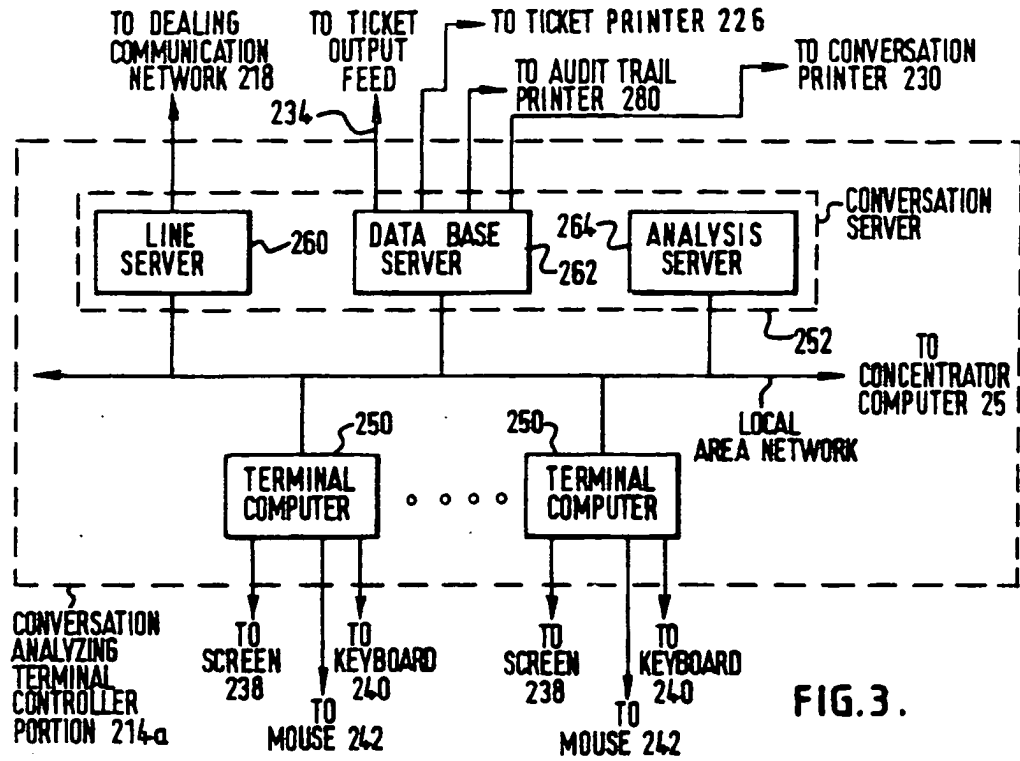 TO DEALING
COMMUNICATION
NETWORK 218
TO TICKET
OUTPUT
FEED
234
TO TICKET PRINTER 226
TO AUDIT TRAIL
PRINTER 280
TO CONVERSATION
PRINTER 230
LINE
SERVER
260
DATA BASE
SERVER
262
264
ANALYSIS
SERVER
CONVERSATION
SERVER
252
TO
CONCENTRATOR
COMPUTER 25
LOCAL
AREA NETWORK
250
TERMINAL
COMPUTER
250
TERMINAL
COMPUTER
CONVERSATION
ANALYZING
TERMINAL
CONTROLLER
PORTION 214-a
TO
SCREEN
238
TO
MOUSE 242
TO
KEYBOARD
240
TO
SCREEN
238
TO
MOUSE 242
TO
KEYBOARD
240
FIG.3.